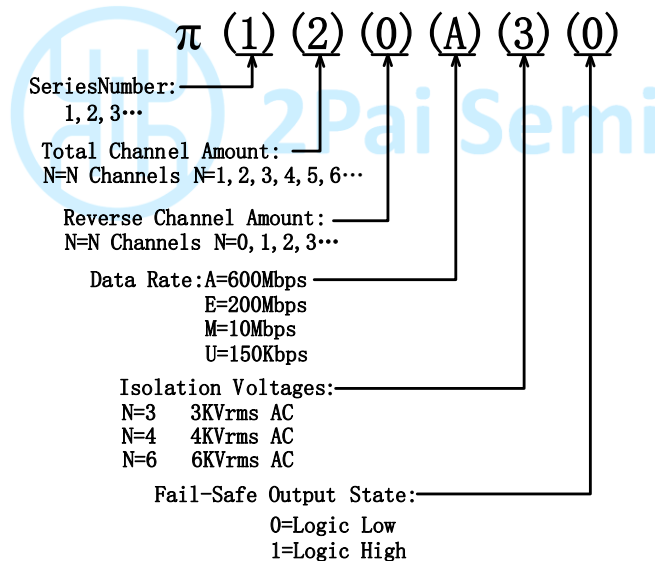 π (1) (2) (0) (A) (3) (0)
2Pai Semi
SeriesNumber:
1,2,3…
Total Channel Amount:
N=N Channels N=1,2,3,4,5,6…
Reverse Channel Amount:
N=N Channels N=0,1,2,3…
Data Rate:A=600Mbps
E=200Mbps
M=10Mbps
U=150Kbps
Isolation Voltages:
N=3 3KVrms AC
N=4 4KVrms AC
N=6 6KVrms AC
Fail-Safe Output State:
0=Logic Low
1=Logic High